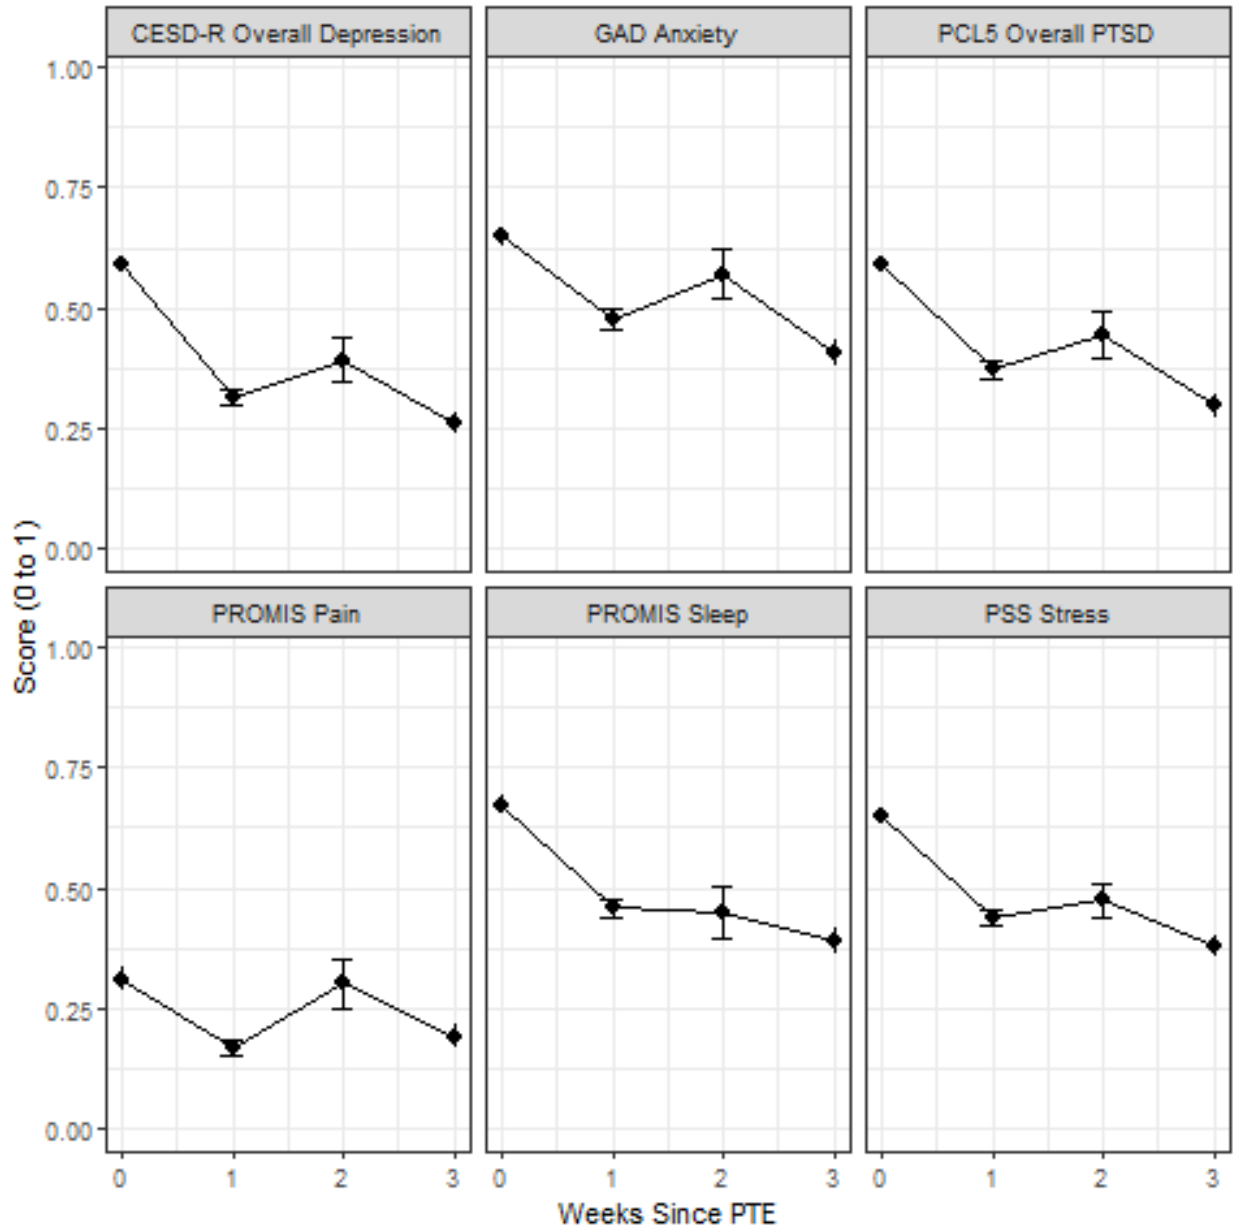 CESD-R Overall Depression GAD Anxiety PCL5 Overall PTSD
1.00
0.75
0.50
0.25
0.00
Score (0 to 1)
PROMIS Pain PROMIS Sleep PSS Stress
1.00
0.75
0.50
0.25
0.00
0 1 2 3 0 1 2 3 0 1 2 3
Weeks Since PTE